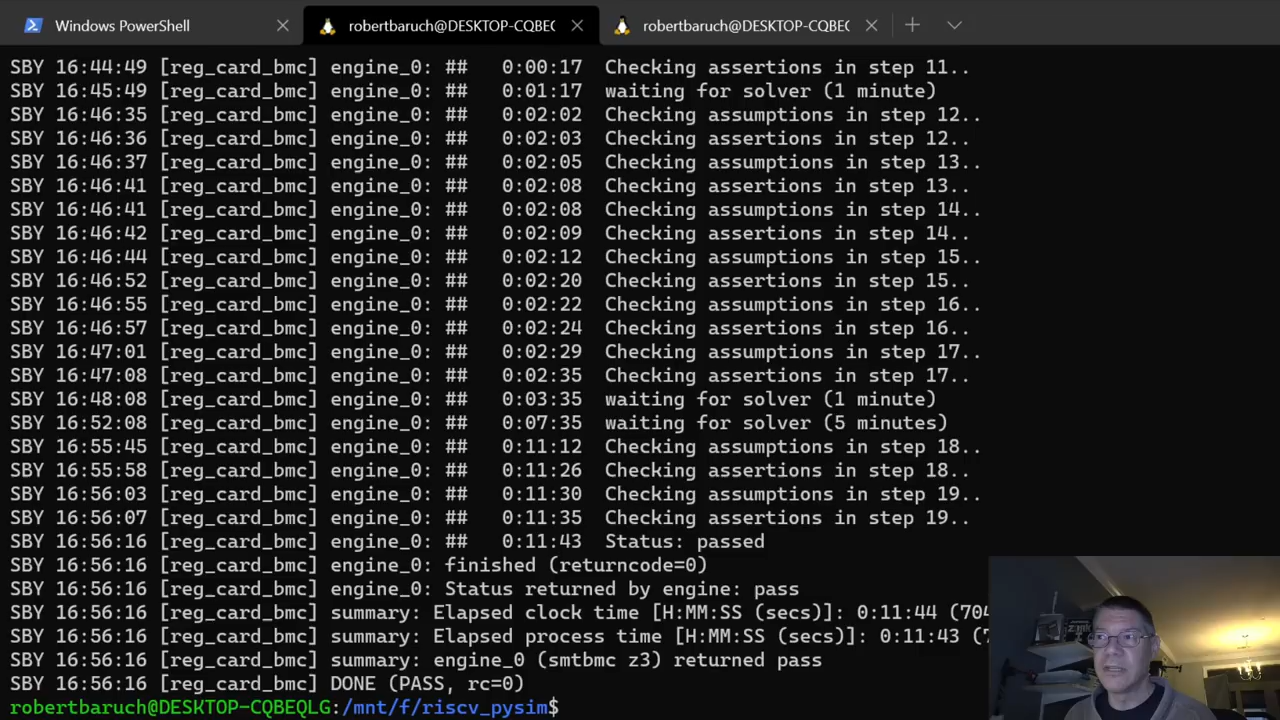 Windows PowerShell
robertbaruch@DESKTOP-CQBE
robertbaruch@DESKTOP-CQBE
SBY 16:44:49 [reg_card_bmc] engine_0: ## 0:00:17 Checking assertions in step 11..
SBY 16:45:49 [reg_card_bmc] engine_0: ## 0:01:17 waiting for solver (1 minute)
SBY 16:46:35 [reg_card_bmc] engine_0: ## 0:02:02 Checking assumptions in step 12..
SBY 16:46:36 [reg_card_bmc] engine_0: ## 0:02:03 Checking assertions in step 12..
SBY 16:46:37 [reg_card_bmc] engine_0: ## 0:02:05 Checking assumptions in step 13..
SBY 16:46:41 [reg_card_bmc] engine_0: ## 0:02:08 Checking assertions in step 13..
SBY 16:46:41 [reg_card_bmc] engine_0: ## 0:02:08 Checking assumptions in step 14..
SBY 16:46:42 [reg_card_bmc] engine_0: ## 0:02:09 Checking assertions in step 14..
SBY 16:46:44 [reg_card_bmc] engine_0: ## 0:02:12 Checking assumptions in step 15..
SBY 16:46:52 [reg_card_bmc] engine_0: ## 0:02:20 Checking assertions in step 15..
SBY 16:46:55 [reg_card_bmc] engine_0: ## 0:02:22 Checking assumptions in step 16..
SBY 16:46:57 [reg_card_bmc] engine_0: ## 0:02:24 Checking assertions in step 16..
SBY 16:47:01 [reg_card_bmc] engine_0: ## 0:02:29 Checking assumptions in step 17..
SBY 16:47:08 [reg_card_bmc] engine_0: ## 0:02:35 Checking assertions in step 17..
SBY 16:48:08 [reg_card_bmc] engine_0: ## 0:03:35 waiting for solver (1 minute)
SBY 16:52:08 [reg_card_bmc] engine_0: ## 0:07:35 waiting for solver (5 minutes)
SBY 16:55:45 [reg_card_bmc] engine_0: ## 0:11:12 Checking assumptions in step 18..
SBY 16:55:58 [reg_card_bmc] engine_0: ## 0:11:26 Checking assertions in step 18..
SBY 16:56:03 [reg_card_bmc] engine_0: ## 0:11:30 Checking assumptions in step 19..
SBY 16:56:07 [reg_card_bmc] engine_0: ## 0:11:35 Checking assertions in step 19..
SBY 16:56:16 [reg_card_bmc] engine_0: ## 0:11:43 Status: passed
SBY 16:56:16 [reg_card_bmc] engine_0: finished (returncode=0)
SBY 16:56:16 [reg_card_bmc] engine_0: Status returned by engine: pass
SBY 16:56:16 [reg_card_bmc] summary: Elapsed clock time [H:MM:SS (secs)]: 0:11:44 (704
SBY 16:56:16 [reg_card_bmc] summary: Elapsed process time [H:MM:SS (secs)]: 0:11:43 (7
SBY 16:56:16 [reg_card_bmc] summary: engine_0 (smtbmc z3) returned pass
SBY 16:56:16 [reg_card_bmc] DONE (PASS, rc=0)
robertbaruch@DESKTOP-CQBEQLG:/mnt/f/riscv_pysim$